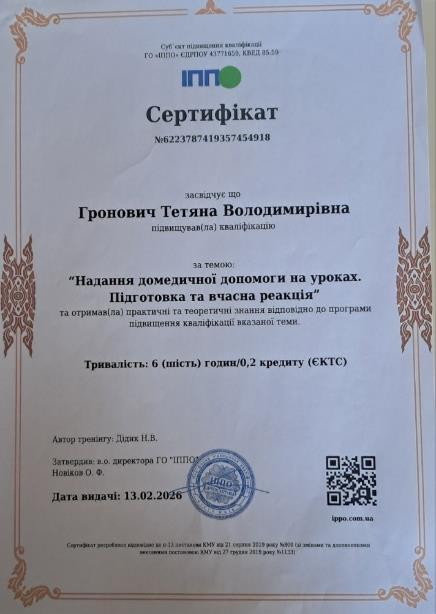 Суб`єкт підвищення кваліфікації
ГО «ІППО» ЄДРПОУ 43771650, КВЕД 85.59
ІППО
Сертифікат
№6223787419357454918
засвідчує що
Гронович Тетяна Володимирівна
підвищував(ла) кваліфікацію
за темою:
“Надання домедичної допомоги на уроках.
Підготовка та вчасна реакція”
та отримав(ла) практичні та теоретичні знання відповідно до програми
підвищення кваліфікації вказаної теми.
Тривалість: 6 (шість) годин/0,2 кредиту (ЄКТС)
Автор тренінгу: Дідик Н.В.
Затвердив: в.о. директора ГО "ІППО"
Новіков О. Ф.
ІППО
Дата видачі: 13.02.2026
ippo.com.ua
Сертифікат розроблено відповідно до п.13 постанови КМУ від 21 серпня 2019 року №800 (зі змінами та доповненнями
внесеними постановою КМУ від 27 грудня 2019 року №1133)